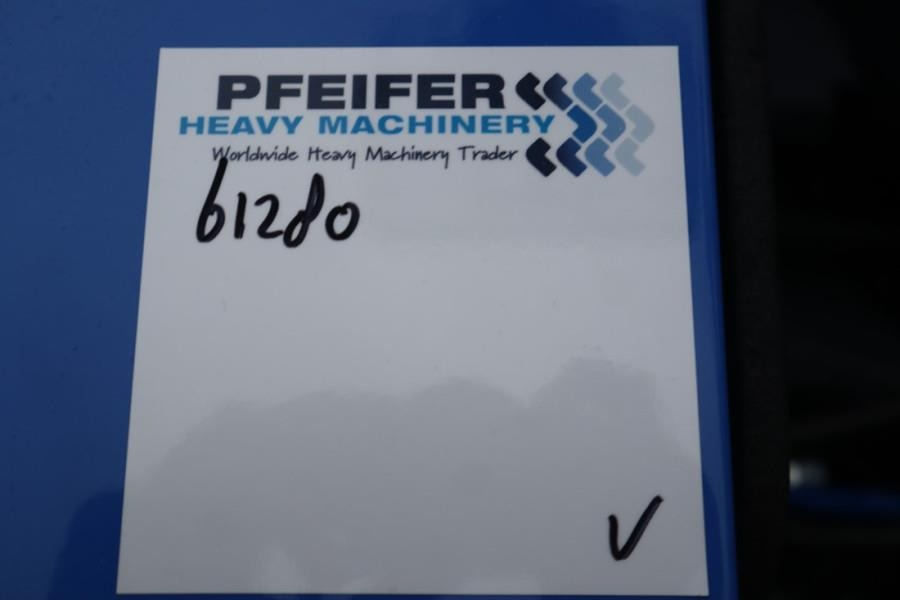 PFEIFER
HEAVY MACHINERY
Worldwide Heavy Machinery Trader
61280
V